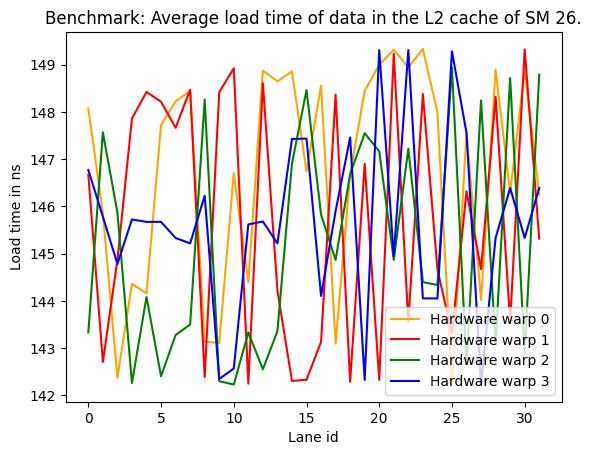 Benchmark: Average load time of data in the L2 cache of SM 26.
Load time in ns
149
148
147
146
145
144
143
142
0 5 10 15 20 25 30
Lane id
Hardware warp 0
Hardware warp 1
Hardware warp 2
Hardware warp 3